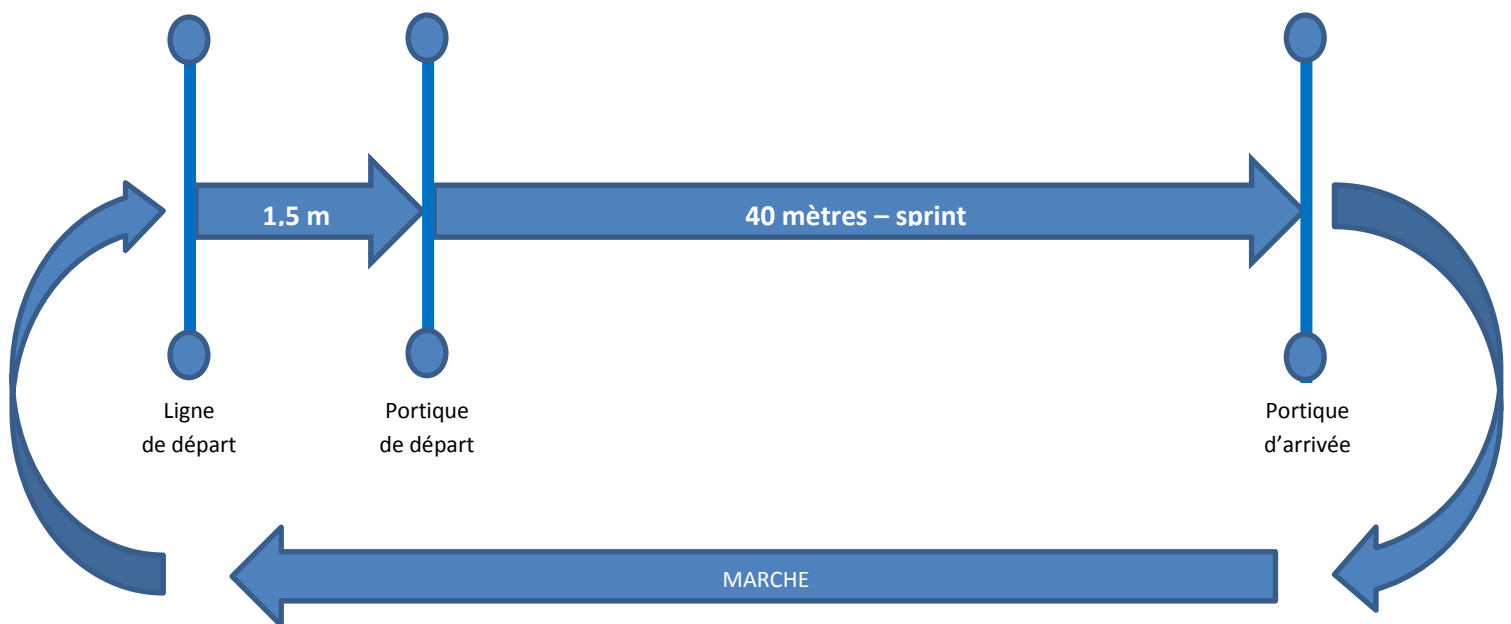 1,5 m
40 mètres – sprint
Ligne
de départ
Portique
de départ
Portique
d’arrivée
MARCHE